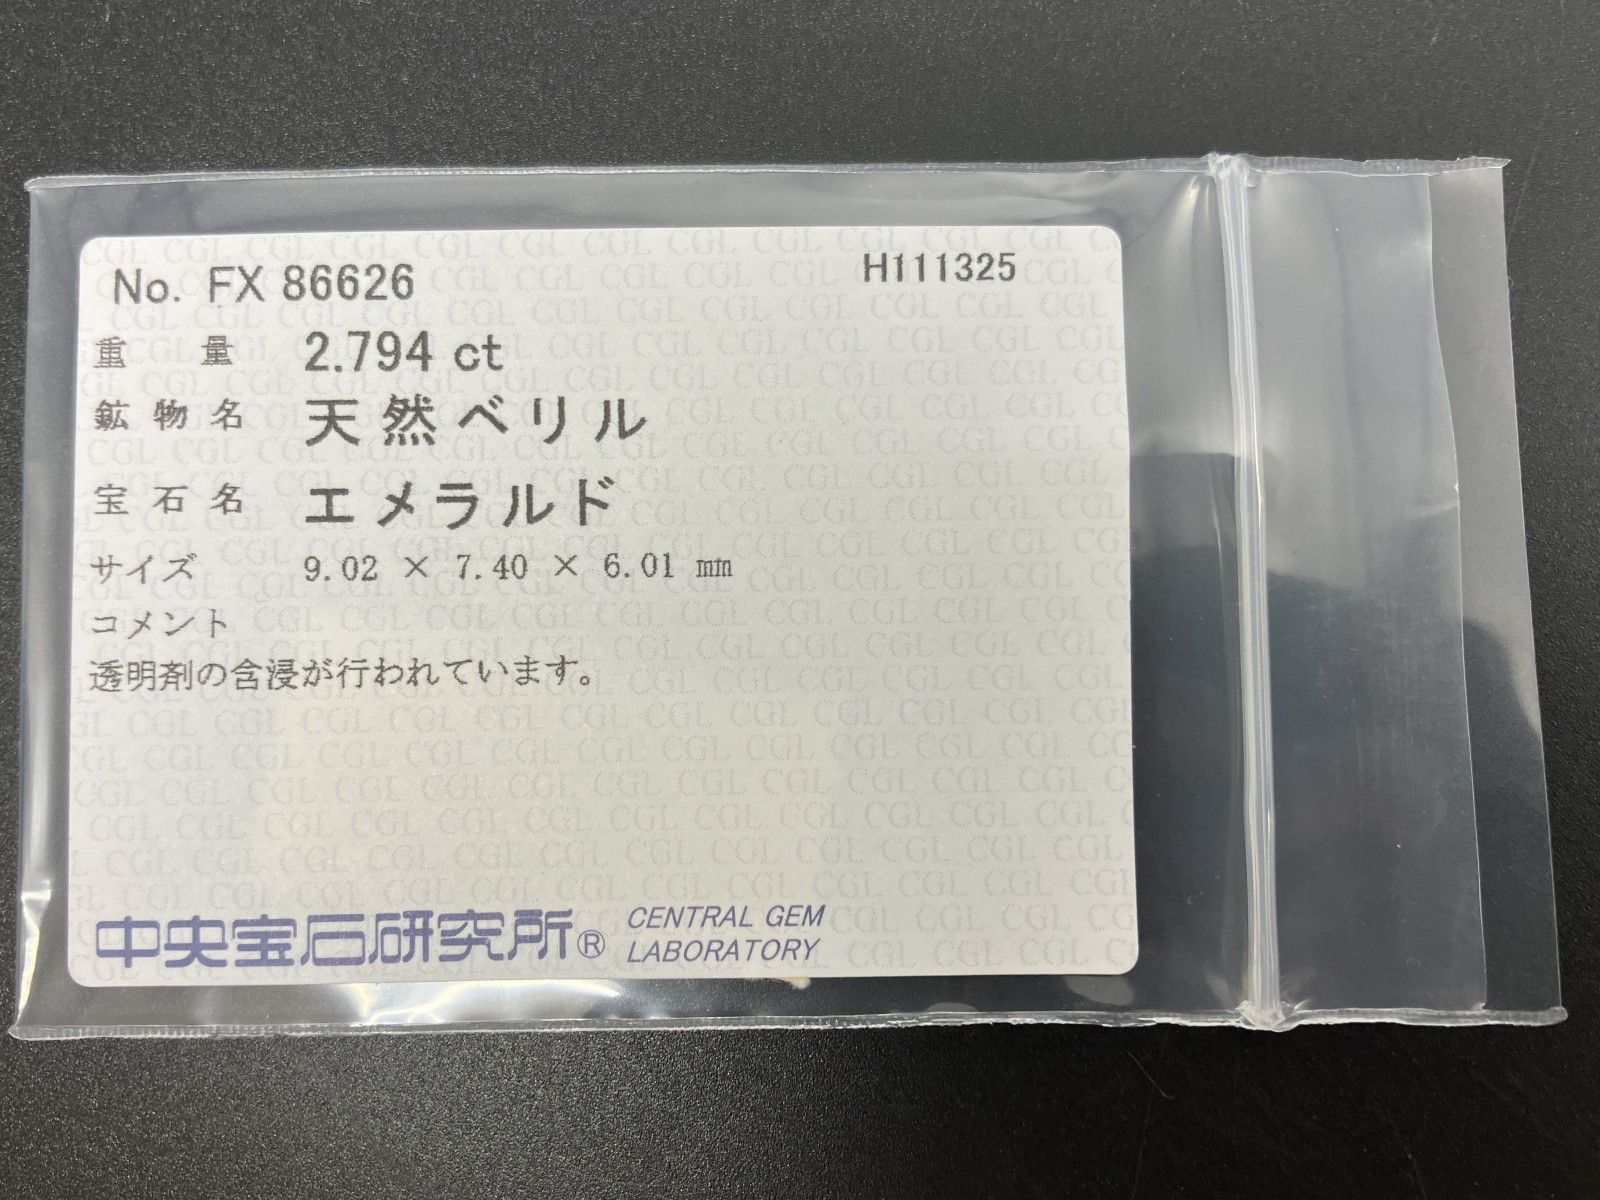 No. FX 86626 H111325
重量 2.794 ct
鉱物名 天然ベリル
宝石名 エメラルド
サイズ 9.02 × 7.40 × 6.01 mm
コメント
透明剤の含浸が行われています。
中央宝石研究所® CENTRAL GEM
LABORATORY